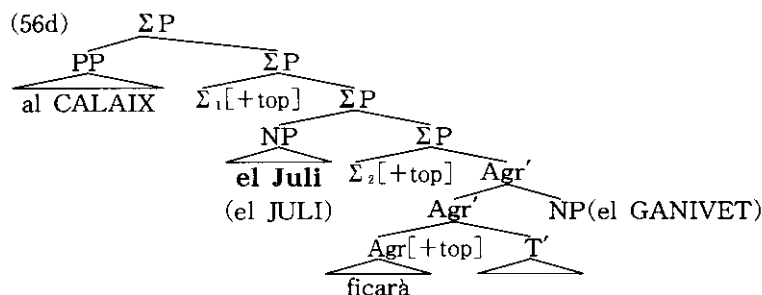 (56d) ΣP
PP ΣP
al CALAIX Σ₁[+top] ΣP
NP ΣP
el Juli Σ₂[+top] Agr′
(el JULI) Agr′ NP(el GANIVET)
Agr[+top] T′
ficarà